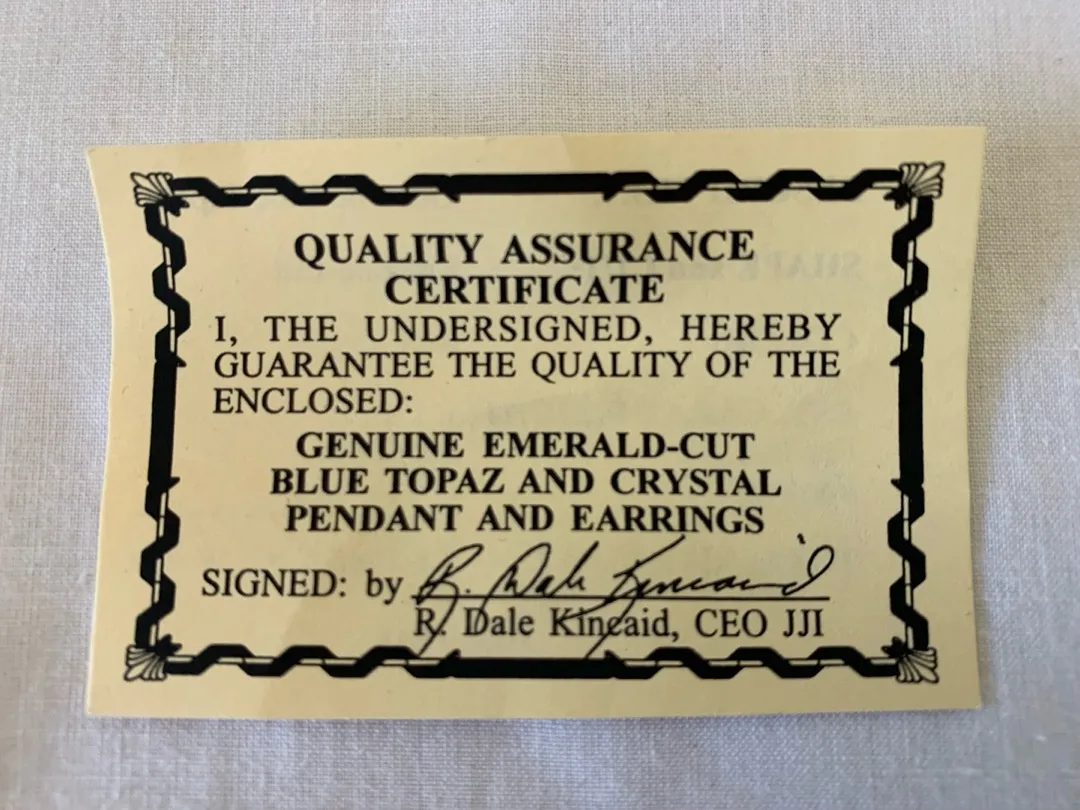 QUALITY ASSURANCE
CERTIFICATE
I, THE UNDERSIGNED, HEREBY
GUARANTEE THE QUALITY OF THE
ENCLOSED:
GENUINE EMERALD-CUT
BLUE TOPAZ AND CRYSTAL
PENDANT AND EARRINGS
SIGNED: by R. Dale Kincaid
R. Dale Kincaid, CEO JJI